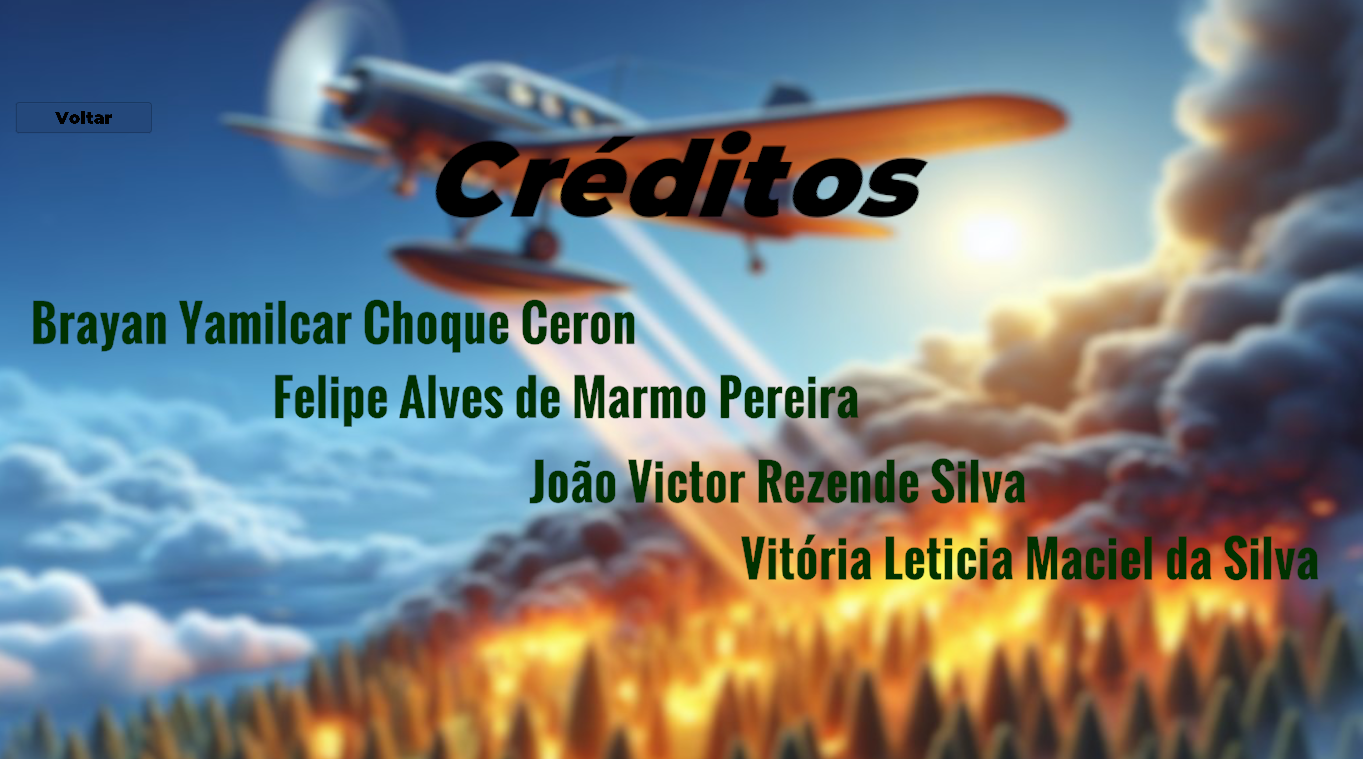 Voltar
Créditos
Brayan Yamilcar Choque Ceron
Felipe Alves de Marmo Pereira
João Victor Rezende Silva
Vitória Leticia Maciel da Silva